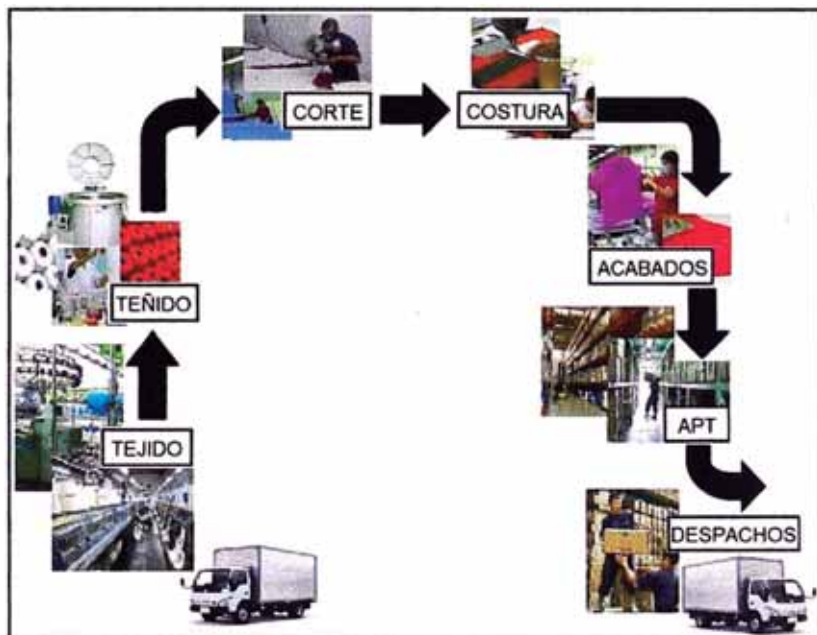 TEJIDO
TEÑIDO
CORTE
COSTURA
ACABADOS
APT
DESPACHOS